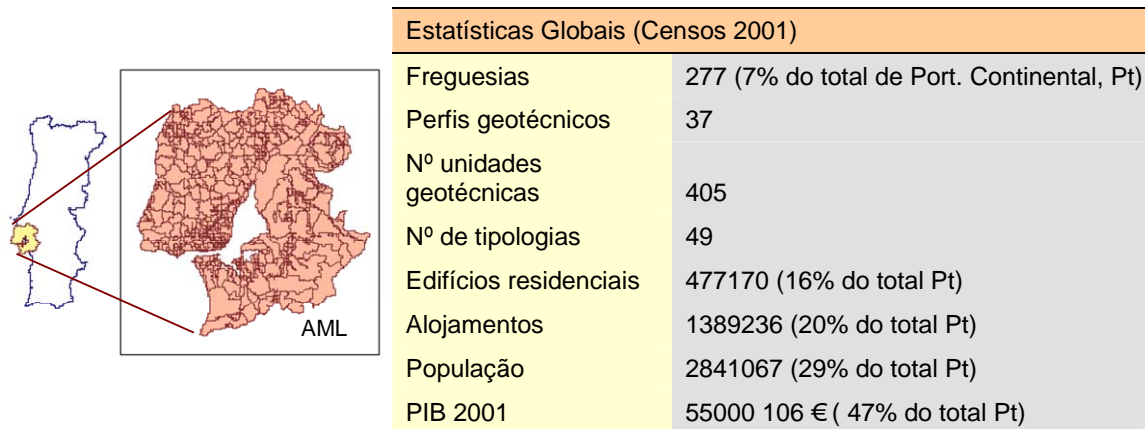 Estatísticas Globais (Censos 2001)
Freguesias 277 (7% do total de Port. Continental, Pt)
Perfis geotécnicos 37
Nº unidades
geotécnicas 405
Nº de tipologias 49
Edifícios residenciais 477170 (16% do total Pt)
Alojamentos 1389236 (20% do total Pt)
População 2841067 (29% do total Pt)
PIB 2001 55000 106 € ( 47% do total Pt)
AML